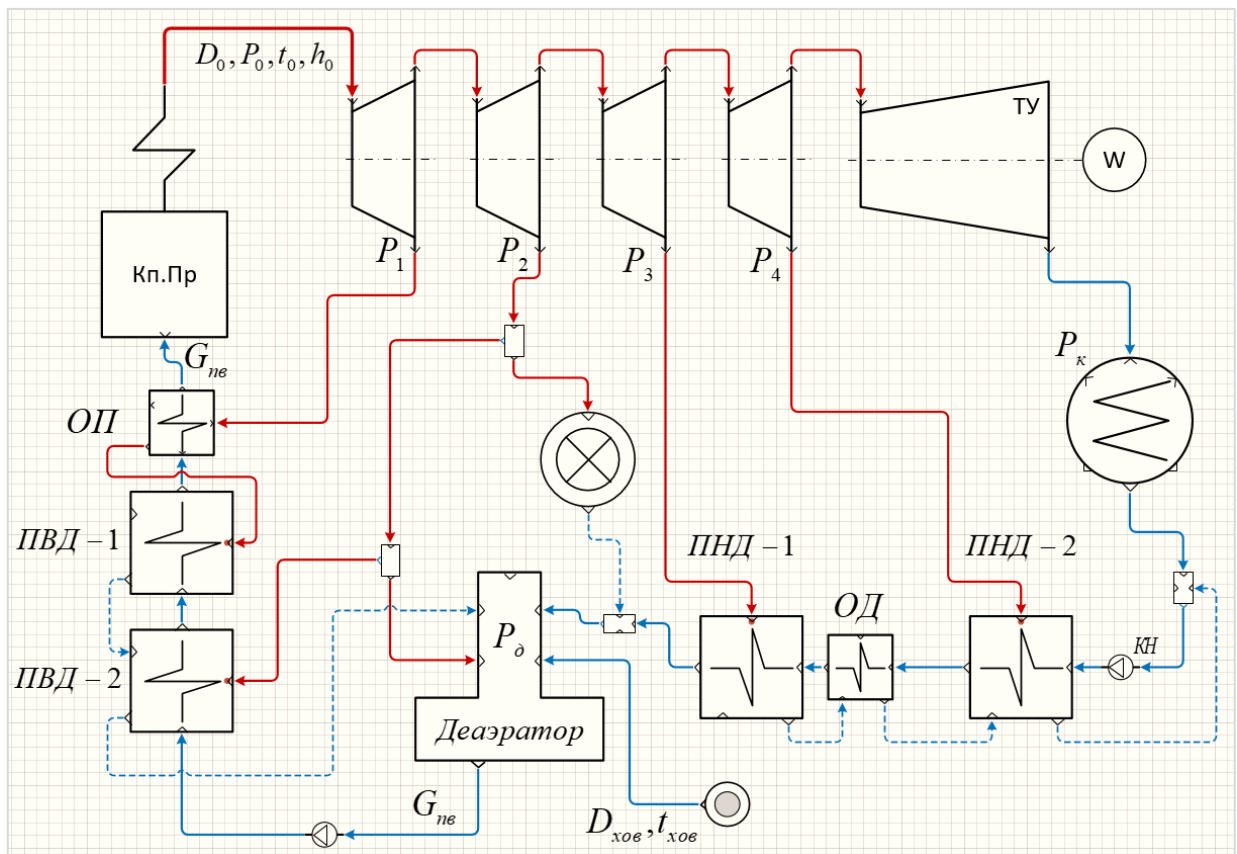 D₀, P₀, t₀, h₀
ТУ
W
P₁
P₂
P₃
P₄
Кп.Пр
Gпв
Pк
ОП
ПВД – 1
ПНД – 1
ПНД – 2
ОД
КН
Pд
ПВД – 2
Деаэратор
Gпв
Dхов, tхов